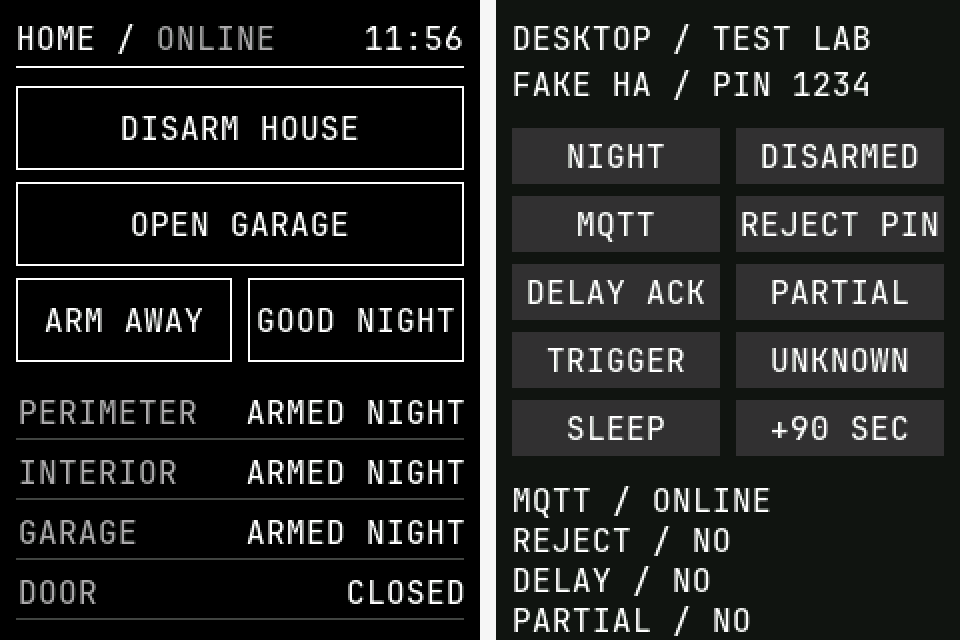 HOME / ONLINE 11:56
DISARM HOUSE
OPEN GARAGE
ARM AWAY GOOD NIGHT
PERIMETER ARMED NIGHT
INTERIOR ARMED NIGHT
GARAGE ARMED NIGHT
DOOR CLOSED
DESKTOP / TEST LAB
FAKE HA / PIN 1234
NIGHT DISARMED
MQTT REJECT PIN
DELAY ACK PARTIAL
TRIGGER UNKNOWN
SLEEP +90 SEC
MQTT / ONLINE
REJECT / NO
DELAY / NO
PARTIAL / NO